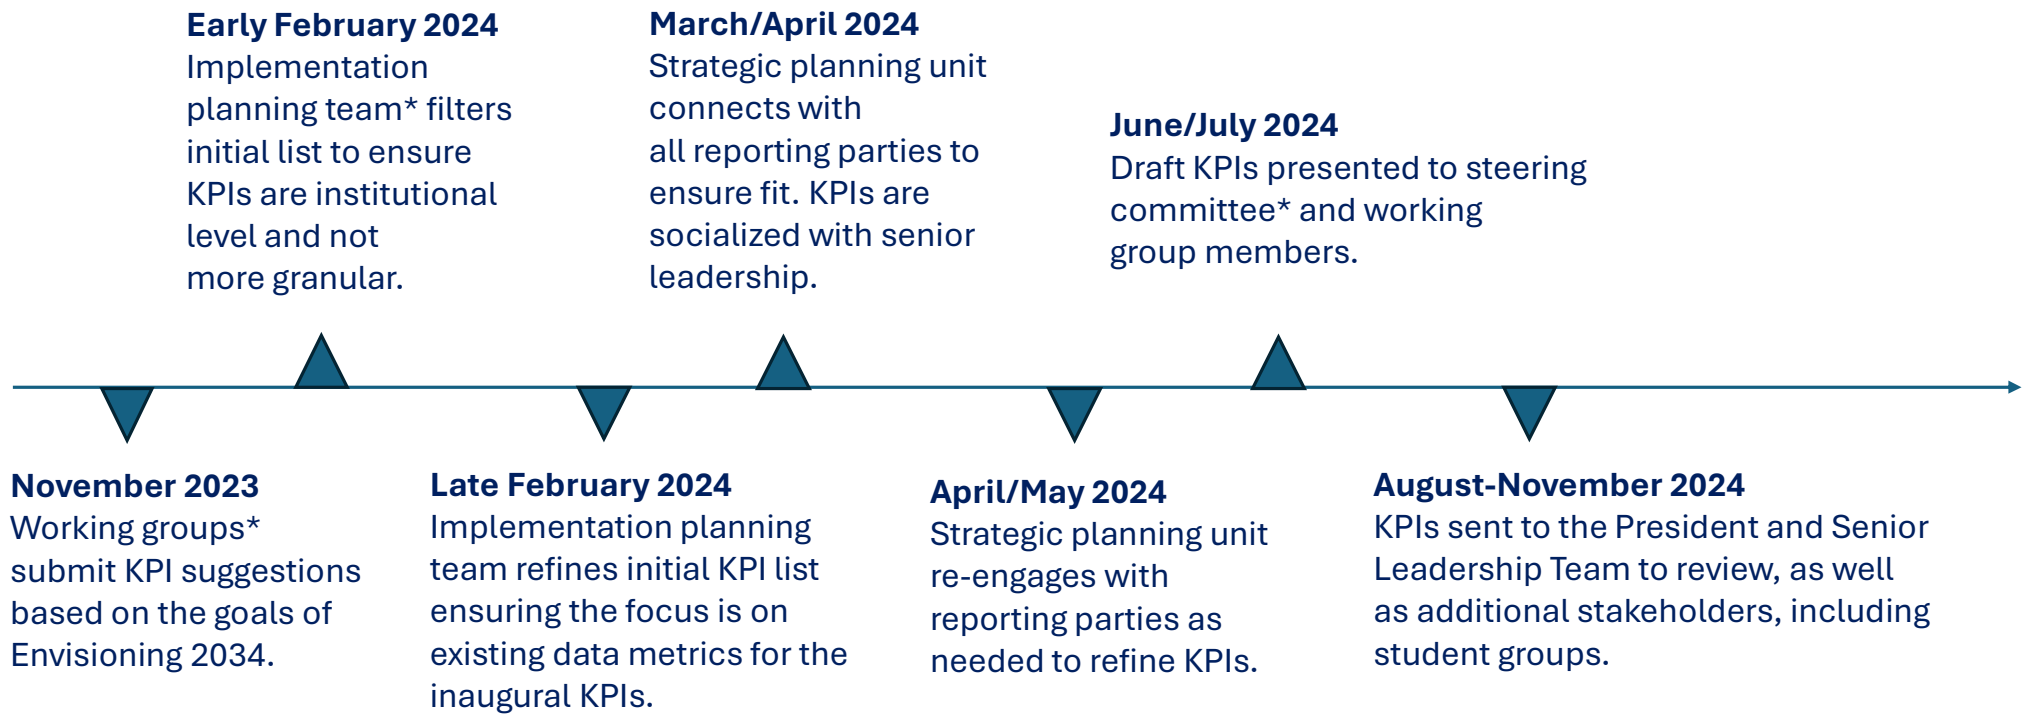 Early February 2024
Implementation
planning team* filters
initial list to ensure
KPIs are institutional
level and not
more granular.
March/April 2024
Strategic planning unit
connects with
all reporting parties to
ensure fit. KPIs are
socialized with senior
leadership.
June/July 2024
Draft KPIs presented to steering
committee* and working
group members.
November 2023
Working groups*
submit KPI suggestions
based on the goals of
Envisioning 2034.
Late February 2024
Implementation planning
team refines initial KPI list
ensuring the focus is on
existing data metrics for the
inaugural KPIs.
April/May 2024
Strategic planning unit
re-engages with
reporting parties as
needed to refine KPIs.
August-November 2024
KPIs sent to the President and Senior
Leadership Team to review, as well
as additional stakeholders, including
student groups.